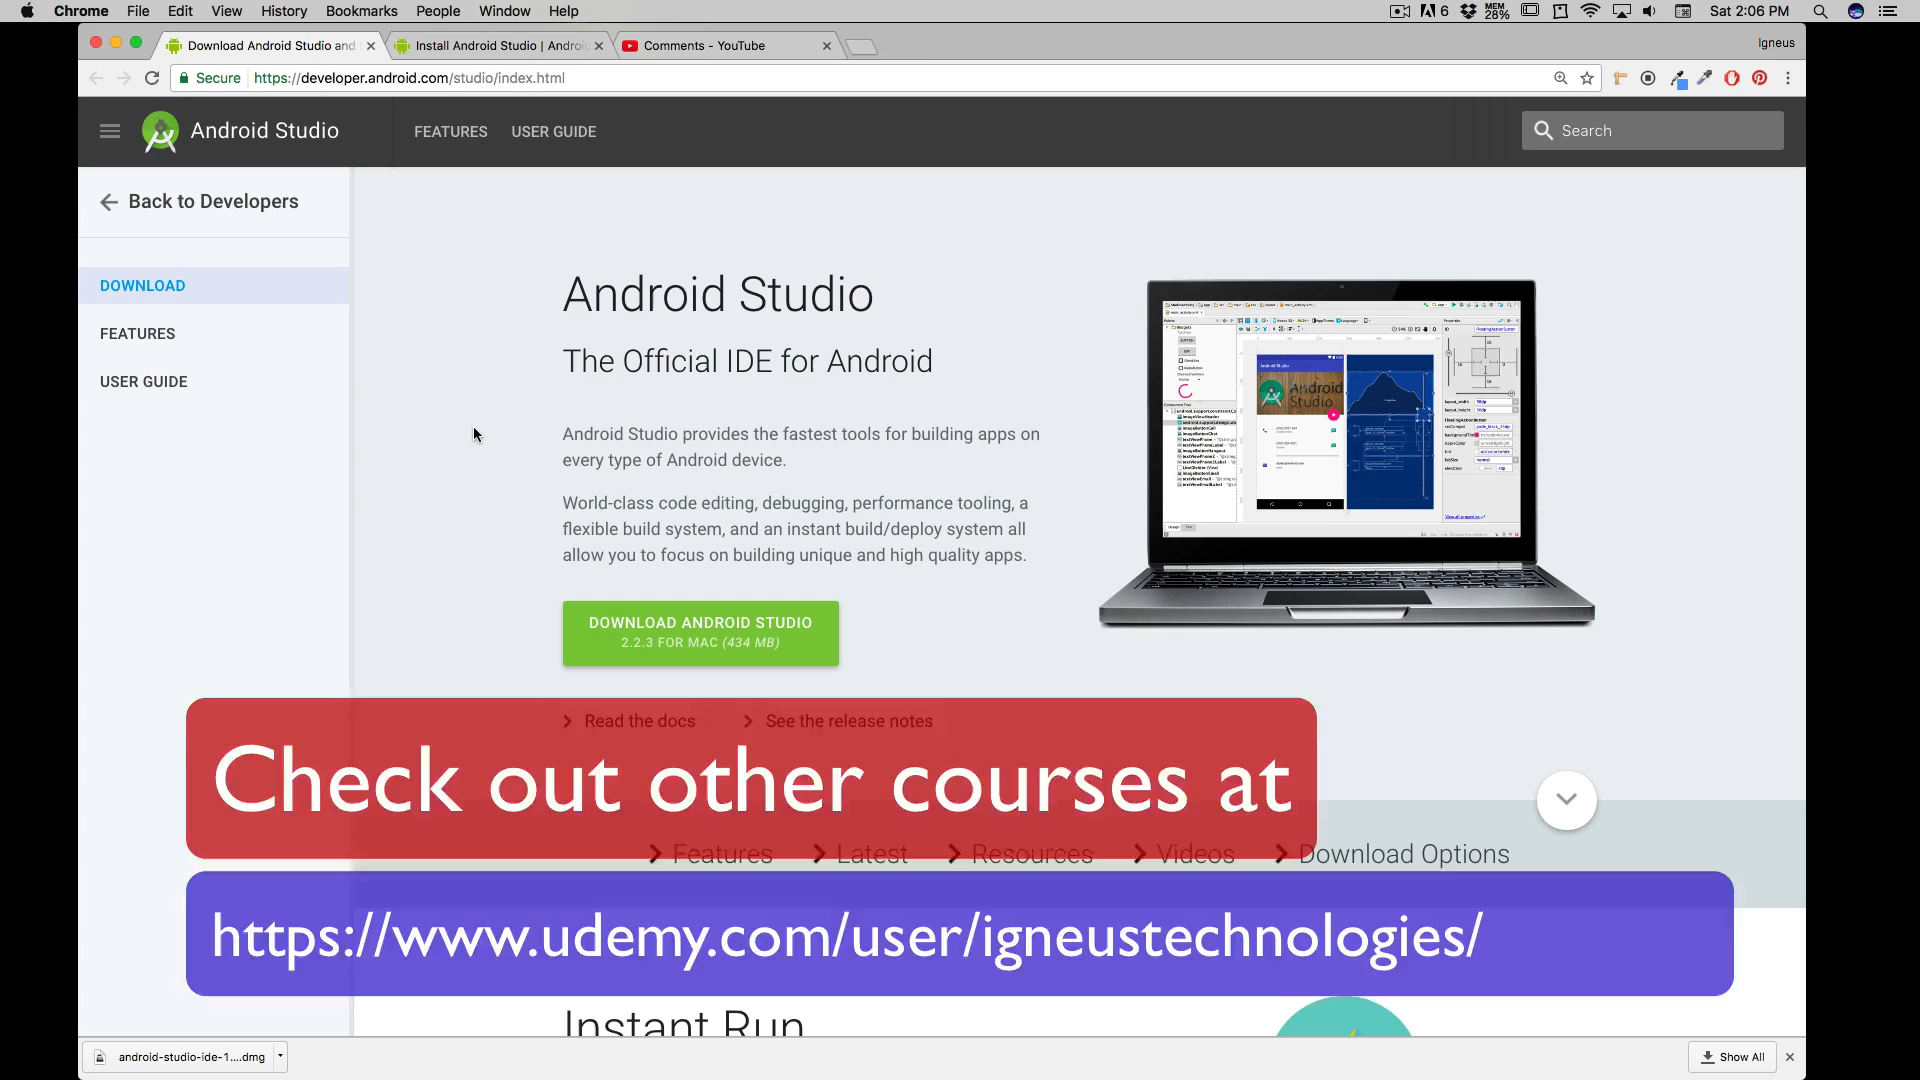 Chrome File Edit View History Bookmarks People Window Help
6 MEM 28% Sat 2:06 PM
Download Android Studio and
Install Android Studio | Androi
Comments - YouTube
Igneus
Secure https://developer.android.com/studio/index.html
Android Studio FEATURES USER GUIDE Search
Back to Developers
DOWNLOAD
FEATURES
USER GUIDE
Android Studio
The Official IDE for Android
Android Studio provides the fastest tools for building apps on
every type of Android device.
World-class code editing, debugging, performance tooling, a
flexible build system, and an instant build/deploy system all
allow you to focus on building unique and high quality apps.
DOWNLOAD ANDROID STUDIO
2.2.3 FOR MAC (434 MB)
Read the docs See the release notes
Check out other courses at
Features Latest Resources Videos Download Options
https://www.udemy.com/user/igneustechnologies/
Instant Run
android-studio-ide-1....dmg
Show All